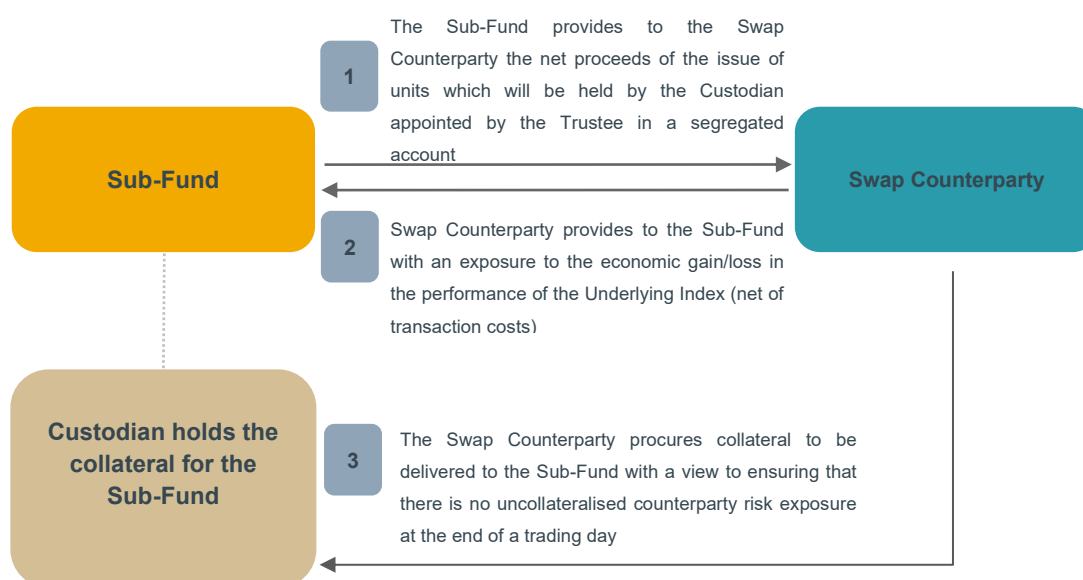 The Sub-Fund provides to the Swap
Counterparty the net proceeds of the issue of
1
units which will be held by the Custodian
appointed by the Trustee in a segregated
account
Sub-Fund
Swap Counterparty
2
Swap Counterparty provides to the Sub-Fund
with an exposure to the economic gain/loss in
the performance of the Underlying Index (net of
transaction costs)
Custodian holds the
collateral for the
Sub-Fund
3
The Swap Counterparty procures collateral to be
delivered to the Sub-Fund with a view to ensuring that
there is no uncollateralised counterparty risk exposure
at the end of a trading day